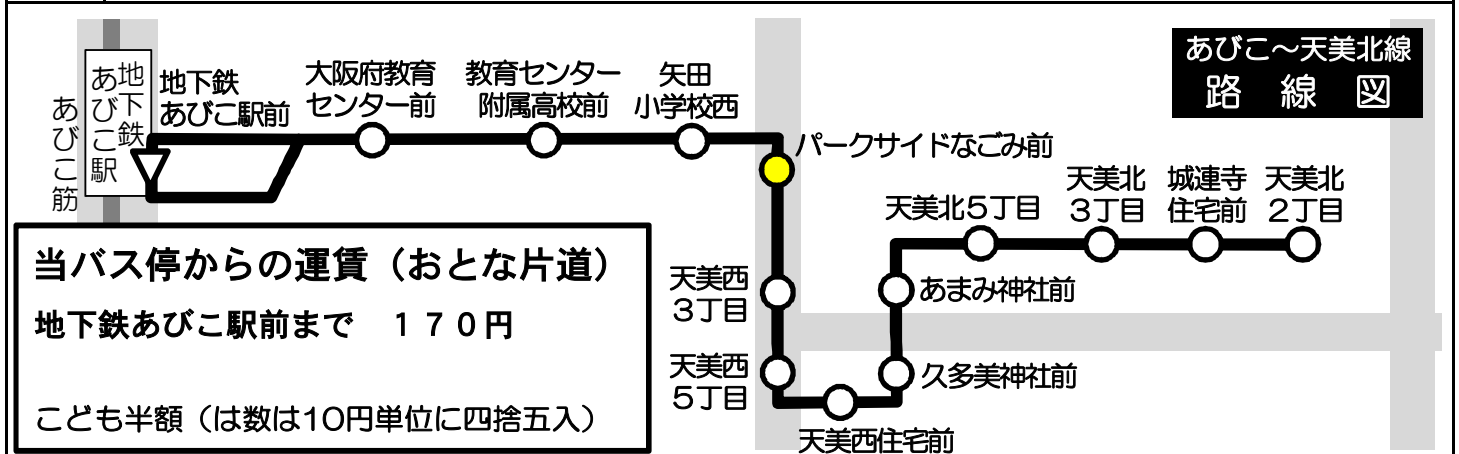 あびこ～天美北線
路線図
あびこ筋
地下鉄
あびこ駅
地下鉄
あびこ駅前
大阪府教育
センター前
教育センター
附属高校前
矢田
小学校西
パークサイドなごみ前
天美西
３丁目
天美西
５丁目
天美西住宅前
久多美神社前
あまみ神社前
天美北５丁目
天美北
３丁目
城連寺
住宅前
天美北
２丁目
当バス停からの運賃（おとな片道）
地下鉄あびこ駅前まで　１７０円
こども半額（は数は10円単位に四捨五入）